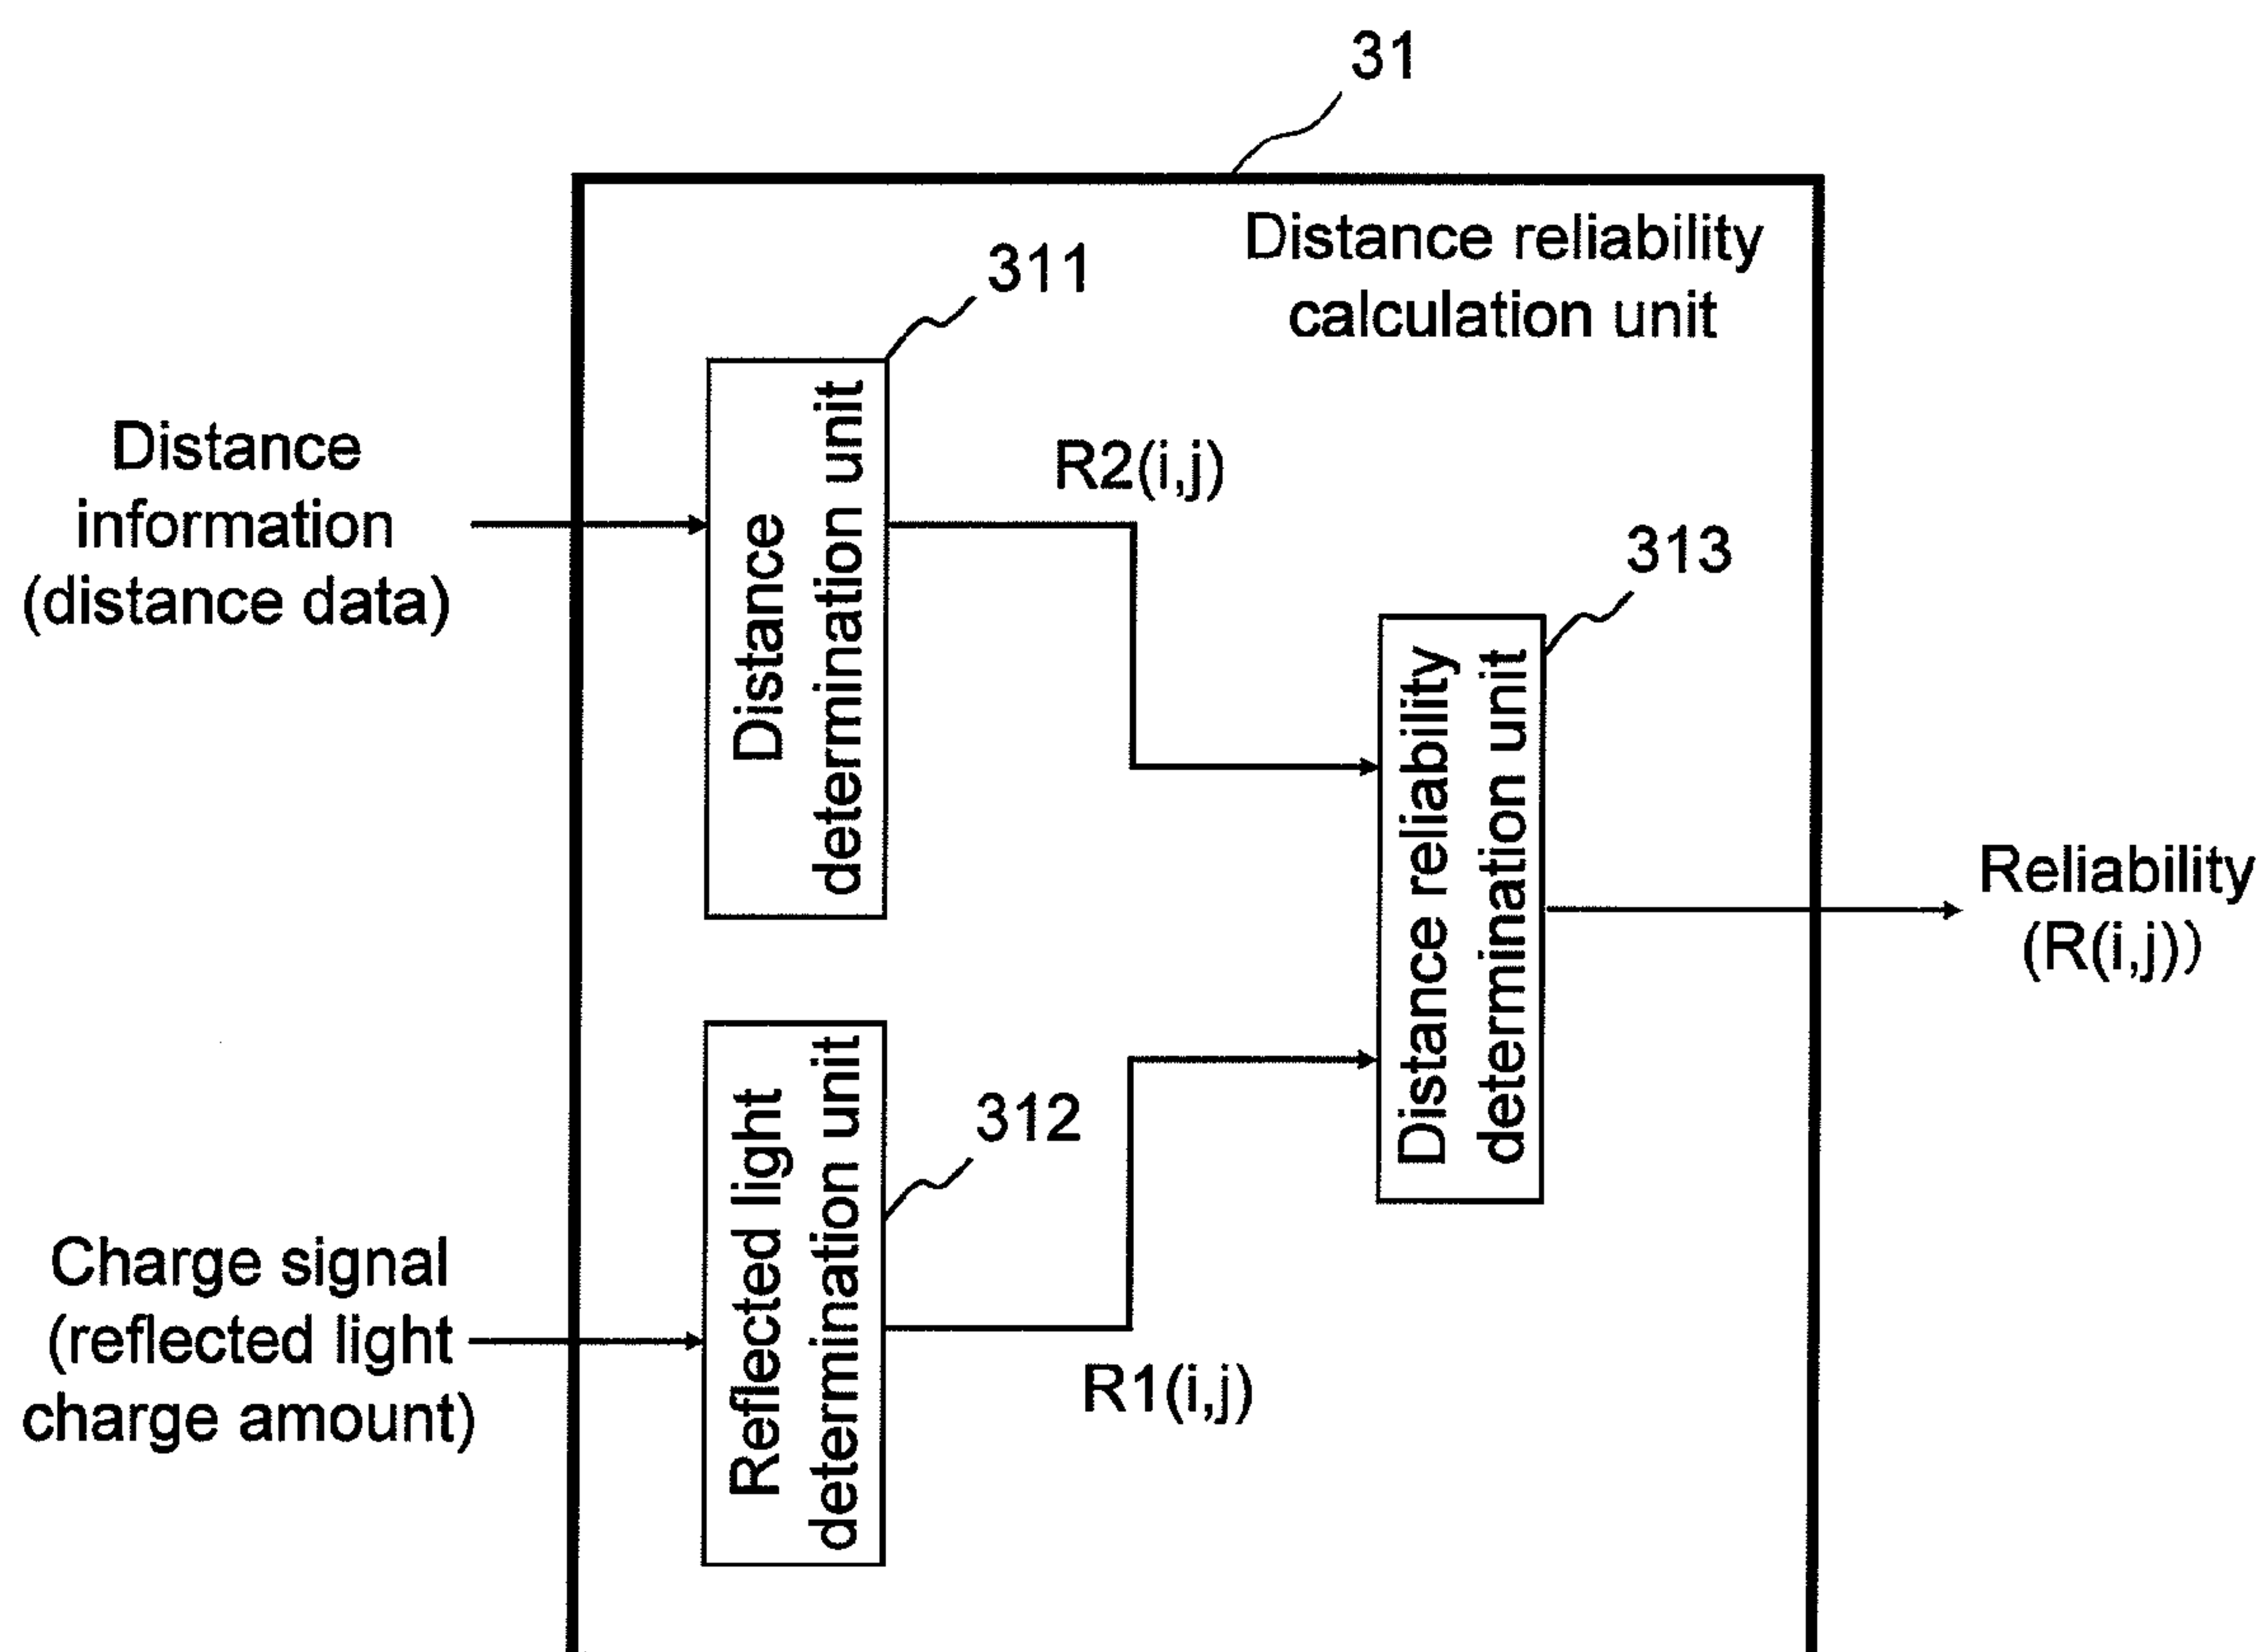 31
Distance reliability
calculation unit
311
Distance
determination unit
Distance
information
(distance data)
R2(i,j)
313
Distance reliability
determination unit
Reliability
(R(i,j))
312
Reflected light
determination unit
Charge signal
(reflected light
charge amount)
R1(i,j)